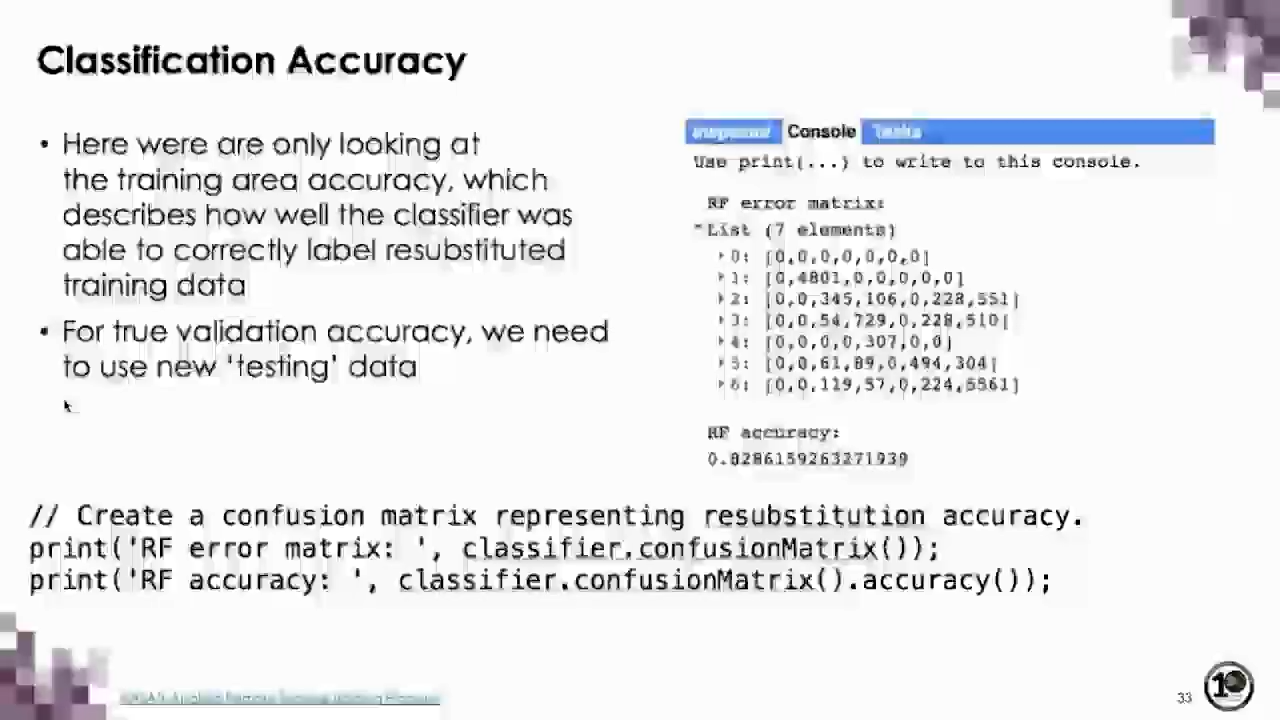 Classification Accuracy
• Here were are only looking at
the training area accuracy, which
describes how well the classifier was
able to correctly label resubstituted
training data
• For true validation accuracy, we need
to use new 'testing' data
Inspector Console Tasks
Use print(...) to write to this console.
RF error matrix:
List (7 elements)
0: [0,0,0,0,0,0,0]
1: [0,4801,0,0,0,0,0]
2: [0,0,345,106,0,228,551]
3: [0,0,54,729,0,228,510]
4: [0,0,0,0,307,0,0]
5: [0,0,61,89,0,494,304]
6: [0,0,119,57,0,224,5561]
RF accuracy:
0.8286159263271939
// Create a confusion matrix representing resubstitution accuracy.
print('RF error matrix: ', classifier.confusionMatrix());
print('RF accuracy: ', classifier.confusionMatrix().accuracy());
33
10